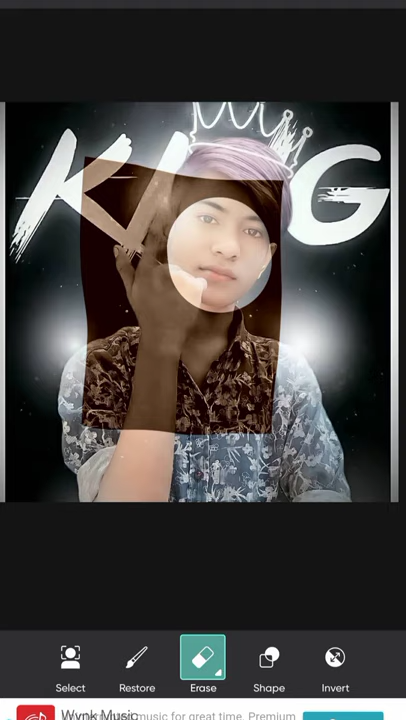 KING
Select Restore Erase Shape Invert
Wynk Music
music for great time. Premium